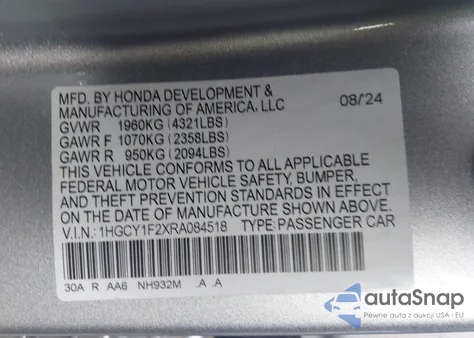 MFD. BY HONDA DEVELOPMENT &
MANUFACTURING OF AMERICA, LLC 08/24
GVWR 1960KG (4321LBS)
GAWR F 1070KG (2358LBS)
GAWR R 950KG (2094LBS)
THIS VEHICLE CONFORMS TO ALL APPLICABLE
FEDERAL MOTOR VEHICLE SAFETY, BUMPER,
AND THEFT PREVENTION STANDARDS IN EFFECT
ON THE DATE OF MANUFACTURE SHOWN ABOVE.
V.I.N.: 1HGCY1F2XRA084518 TYPE: PASSENGER CAR
30A R AA6 NH932M .A .A
autoSnap
Pewne auta z aukcji USA i EU